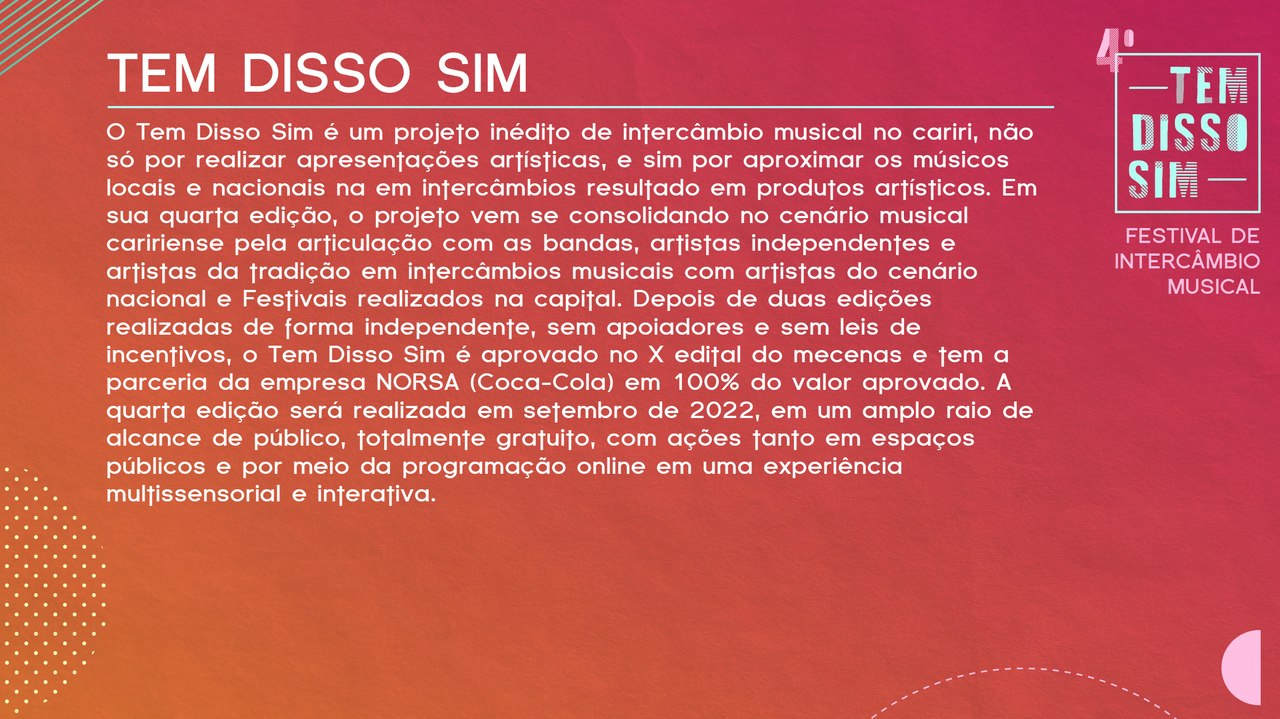 TEM DISSO SIM
O Tem Disso Sim é um projeto inédito de intercâmbio musical no cariri, não
só por realizar apresentações artísticas, e sim por aproximar os músicos
locais e nacionais na em intercâmbios resultado em produtos artísticos. Em
sua quarta edição, o projeto vem se consolidando no cenário musical
caririense pela articulação com as bandas, artistas independentes e
artistas da tradição em intercâmbios musicais com artistas do cenário
nacional e Festivais realizados na capital. Depois de duas edições
realizadas de forma independente, sem apoiadores e sem leis de
incentivos, o Tem Disso Sim é aprovado no X edital do mecenas e tem a
parceria da empresa NORSA (Coca-Cola) em 100% do valor aprovado. A
quarta edição será realizada em setembro de 2022, em um amplo raio de
alcance de público, totalmente gratuito, com ações tanto em espaços
públicos e por meio da programação online em uma experiência
multissensorial e interativa.
4º
TEM
DISSO
SIM
FESTIVAL DE
INTERCÂMBIO
MUSICAL